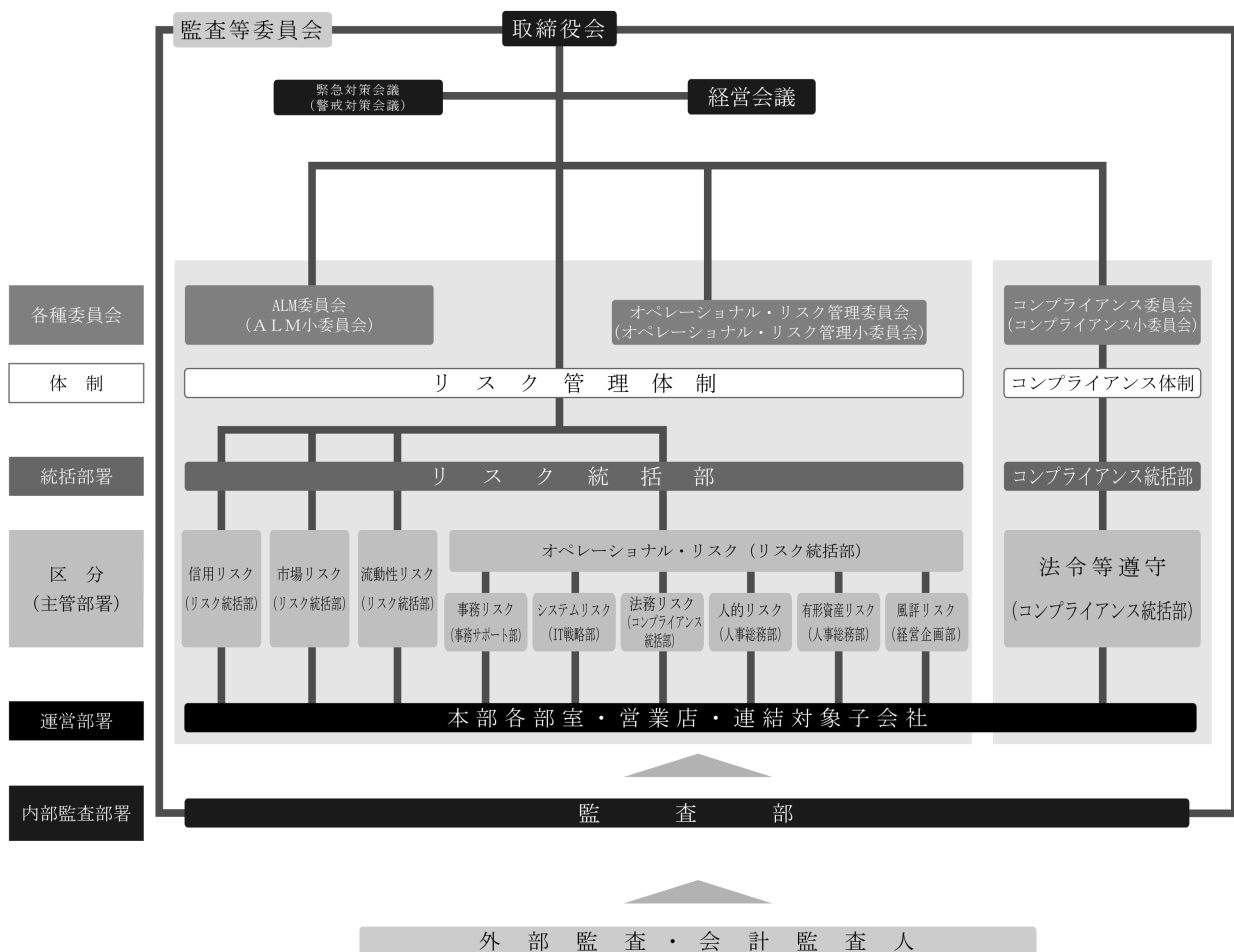 監査等委員会
取締役会
緊急対策会議
(警戒対策会議)
経営会議
各種委員会
ALM委員会
(ＡＬＭ小委員会)
オペレーショナル・リスク管理委員会
(オペレーショナル・リスク管理小委員会)
コンプライアンス委員会
(コンプライアンス小委員会)
体制
リスク管理体制
コンプライアンス体制
統括部署
リスク統括部
コンプライアンス統括部
区分
(主管部署)
信用リスク
(リスク統括部)
市場リスク
(リスク統括部)
流動性リスク
(リスク統括部)
オペレーショナル・リスク（リスク統括部）
事務リスク
(事務サポート部)
システムリスク
(IT戦略部)
法務リスク
(コンプライアンス
統括部)
人的リスク
(人事総務部)
有形資産リスク
(人事総務部)
風評リスク
(経営企画部)
法令等遵守
(コンプライアンス統括部)
運営部署
本部各部室・営業店・連結対象子会社
内部監査部署
監査部
外部監査・会計監査人